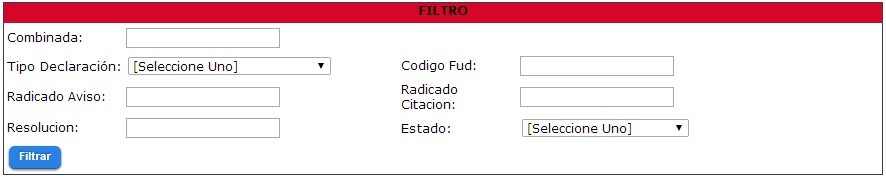 FILTRO
Combinada:
Tipo Declaración: [Seleccione Uno] Codigo Fud:
Radicado Aviso: Radicado
Citacion:
Resolucion: Estado: [Seleccione Uno]
Filtrar